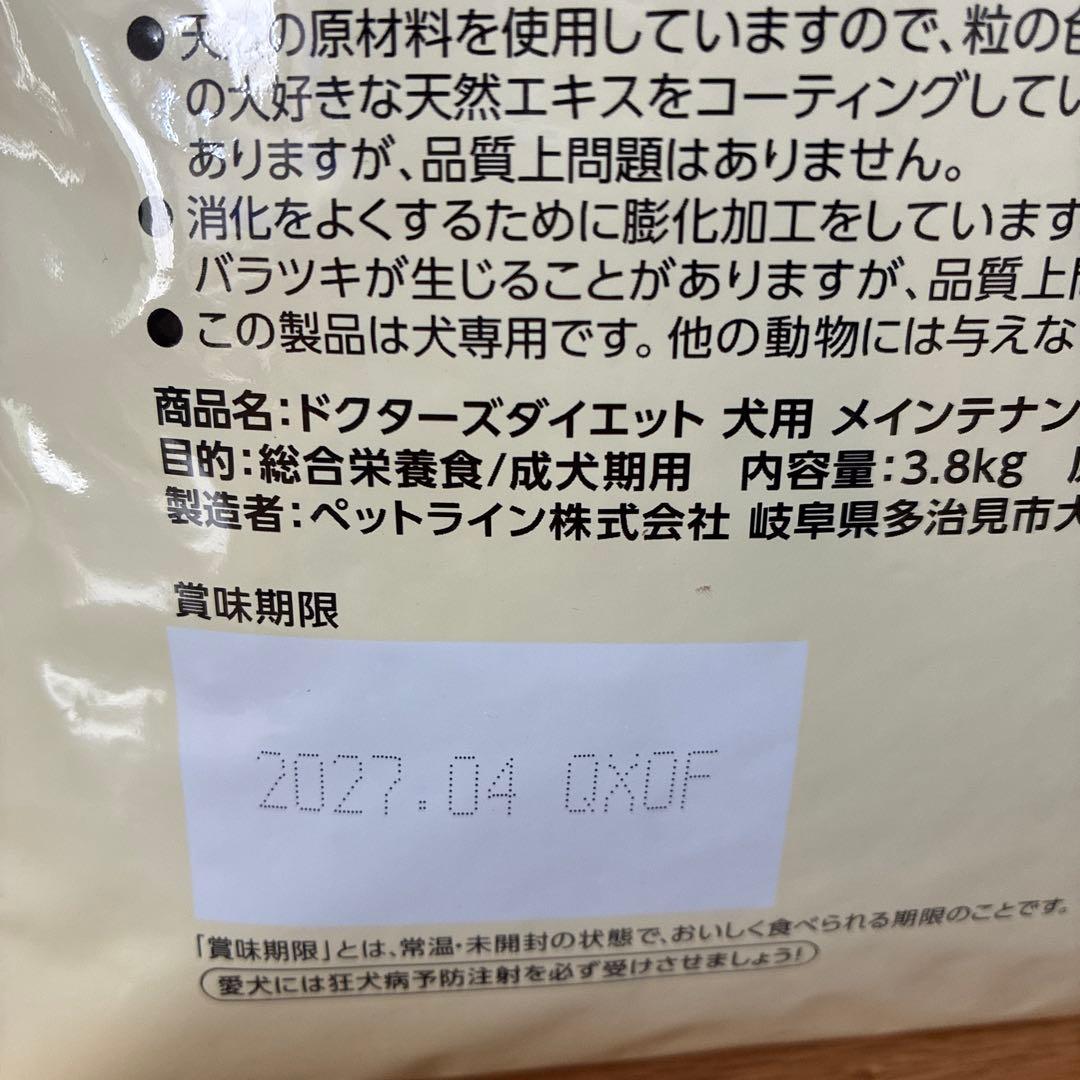 ●天 の原材料を使用していますので、粒の色
の大好きな天然エキスをコーティングしてい
ありますが、品質上問題はありません。
●消化をよくするために膨化加工をしています
バラツキが生じることがありますが、品質上問
●この製品は犬専用です。他の動物には与えな
商品名:ドクターズダイエット 犬用 メインテナン
目的:総合栄養食/成犬期用 内容量:3.8kg
製造者:ペットライン株式会社 岐阜県多治見市大
賞味期限
2027.04 QXOF
「賞味期限」とは、常温・未開封の状態で、おいしく食べられる期限のことです。
愛犬には狂犬病予防注射を必ず受けさせましょう!